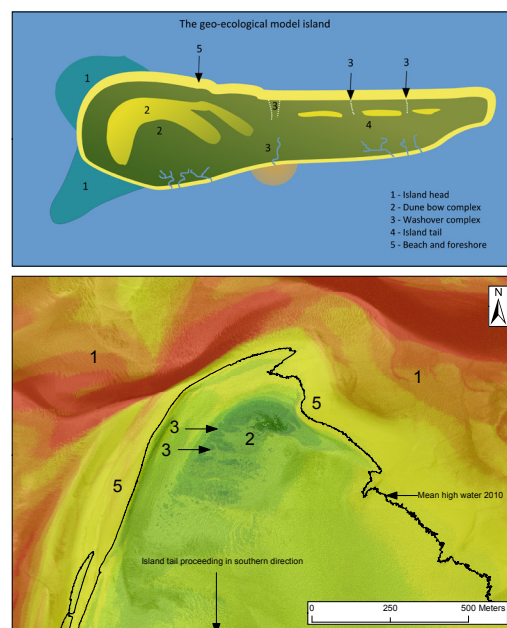 The geo-ecological model island
5
3
3
1
2
3
2
4
3
1
1 - Island head
2 - Dune bow complex
3 - Washover complex
4 - Island tail
5 - Beach and foreshore
N
1
1
5
3
2
3
5
Mean high water 2010
Island tail proceeding in southern direction
0
250
500 Meters